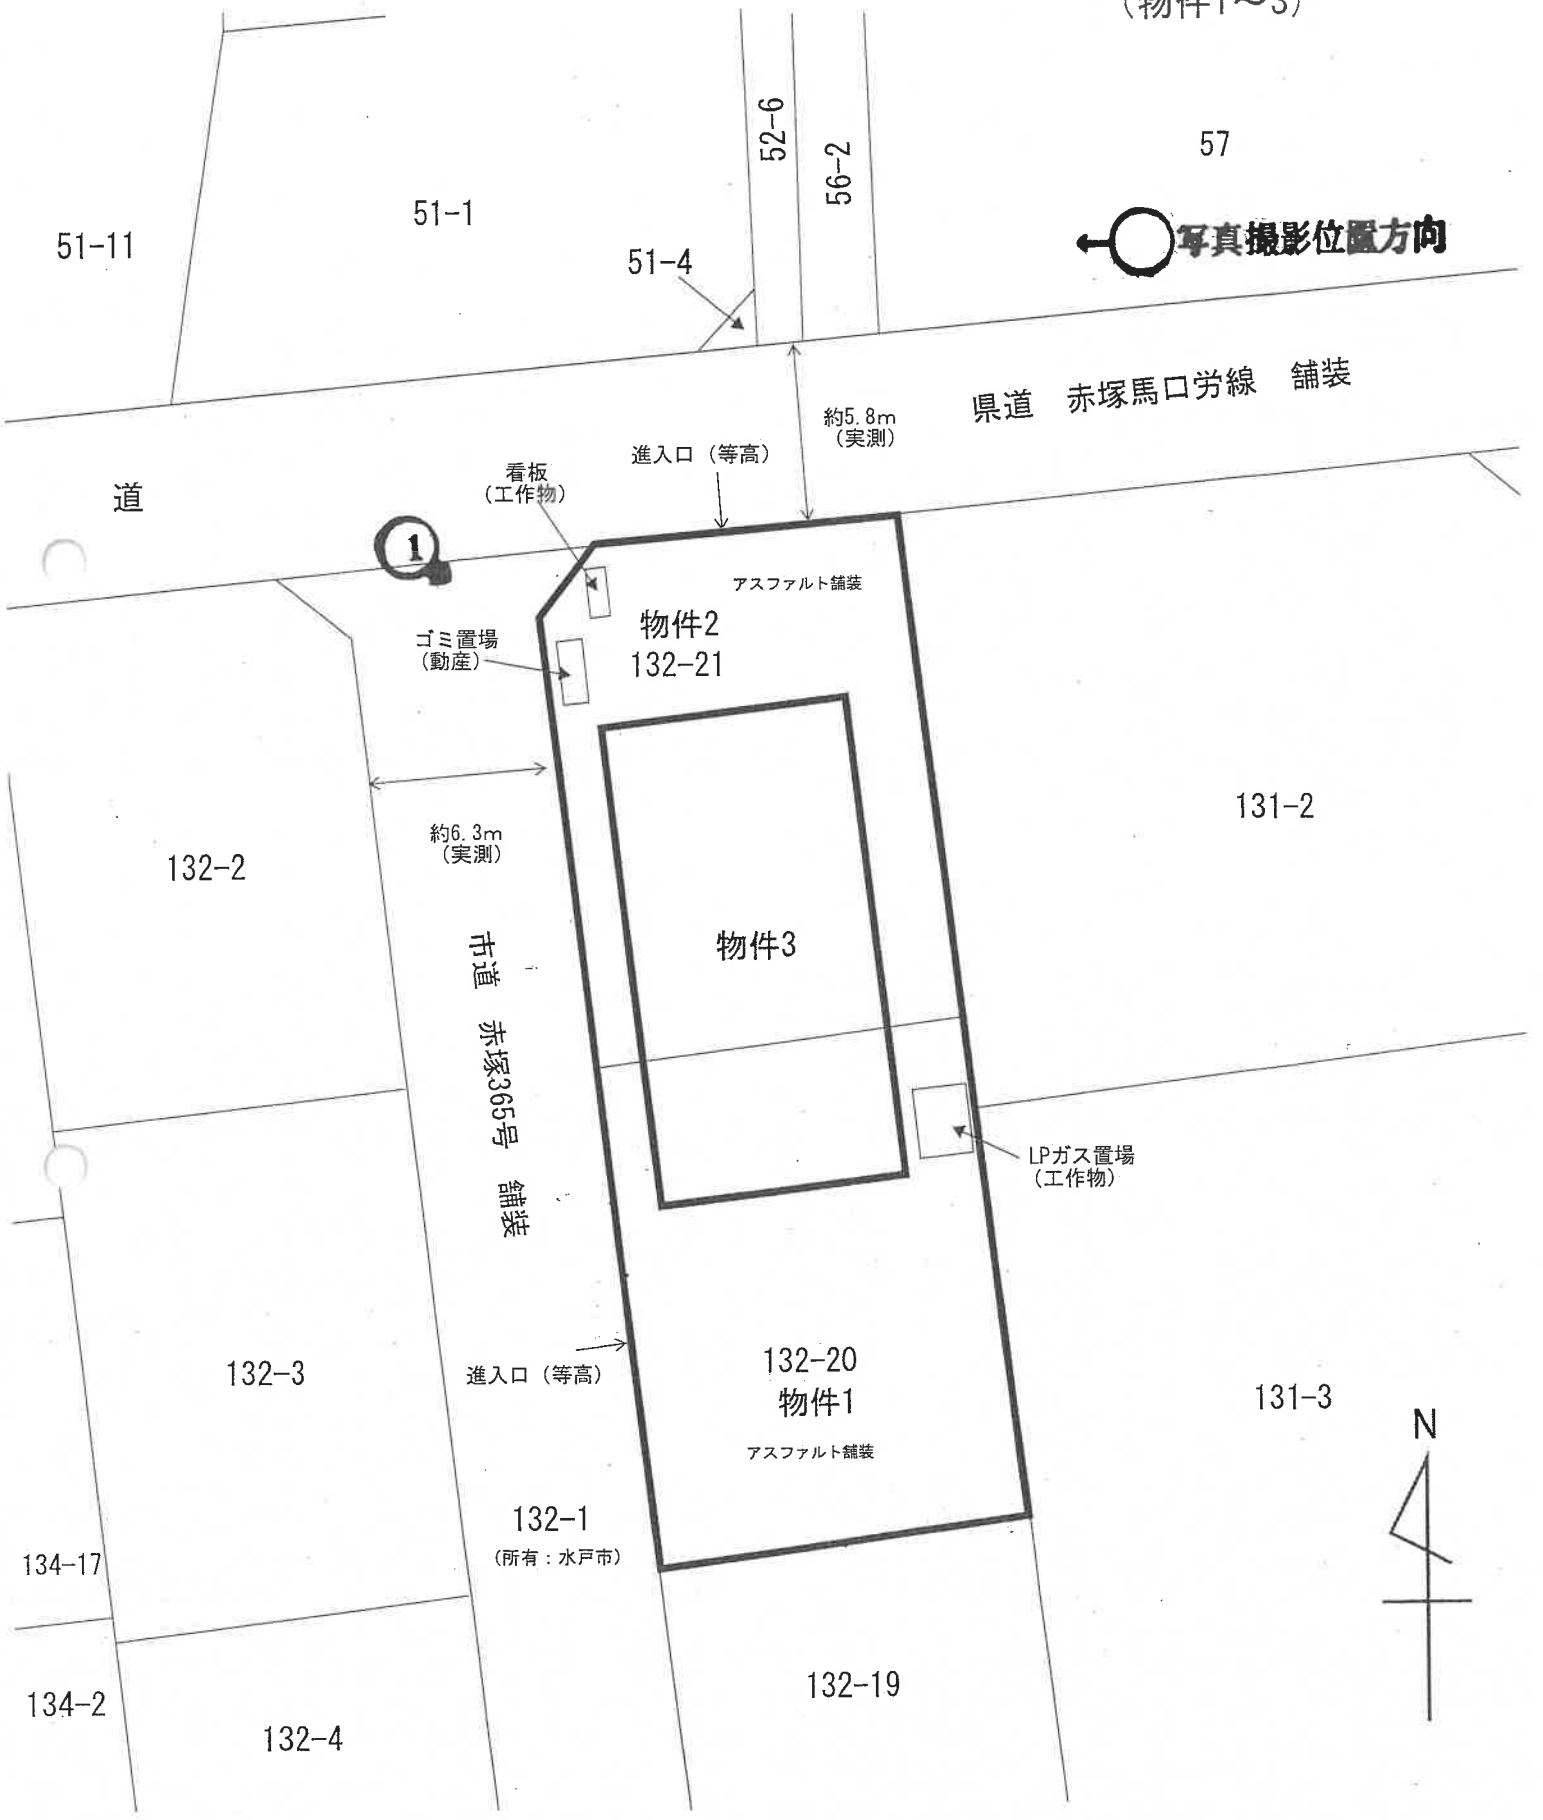 （物件1～3）
52-6
56-2
57
51-1
51-11
51-4
写真撮影位置方向
県道　赤塚馬口労線　舗装
約5.8m
（実測）
進入口（等高）
看板
（工作物）
道
1
アスファルト舗装
物件2
132-21
ゴミ置場
（動産）
131-2
約6.3m
（実測）
132-2
物件3
市道　赤塚365号　舗装
LPガス置場
（工作物）
132-3
進入口（等高）
132-20
物件1
アスファルト舗装
131-3
N
132-1
（所有：水戸市）
134-17
132-19
134-2
132-4